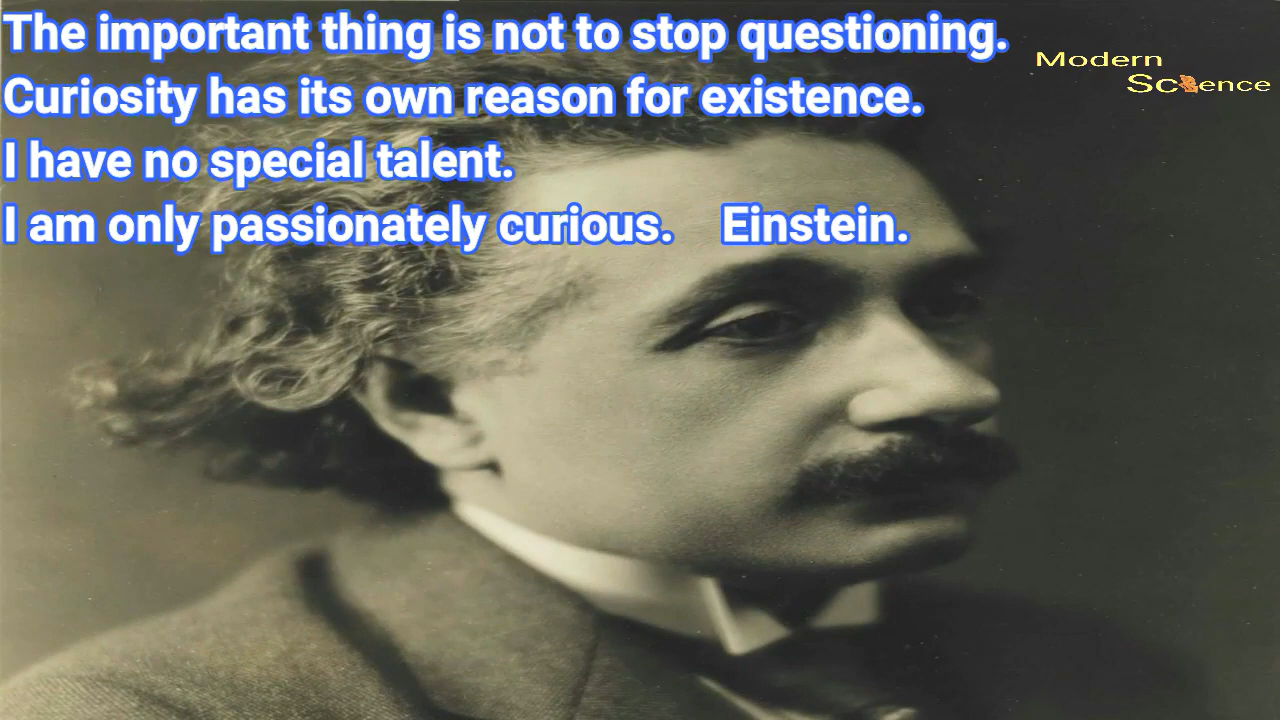 The important thing is not to stop questioning.
Curiosity has its own reason for existence.
I have no special talent.
I am only passionately curious. Einstein.
Modern
Science